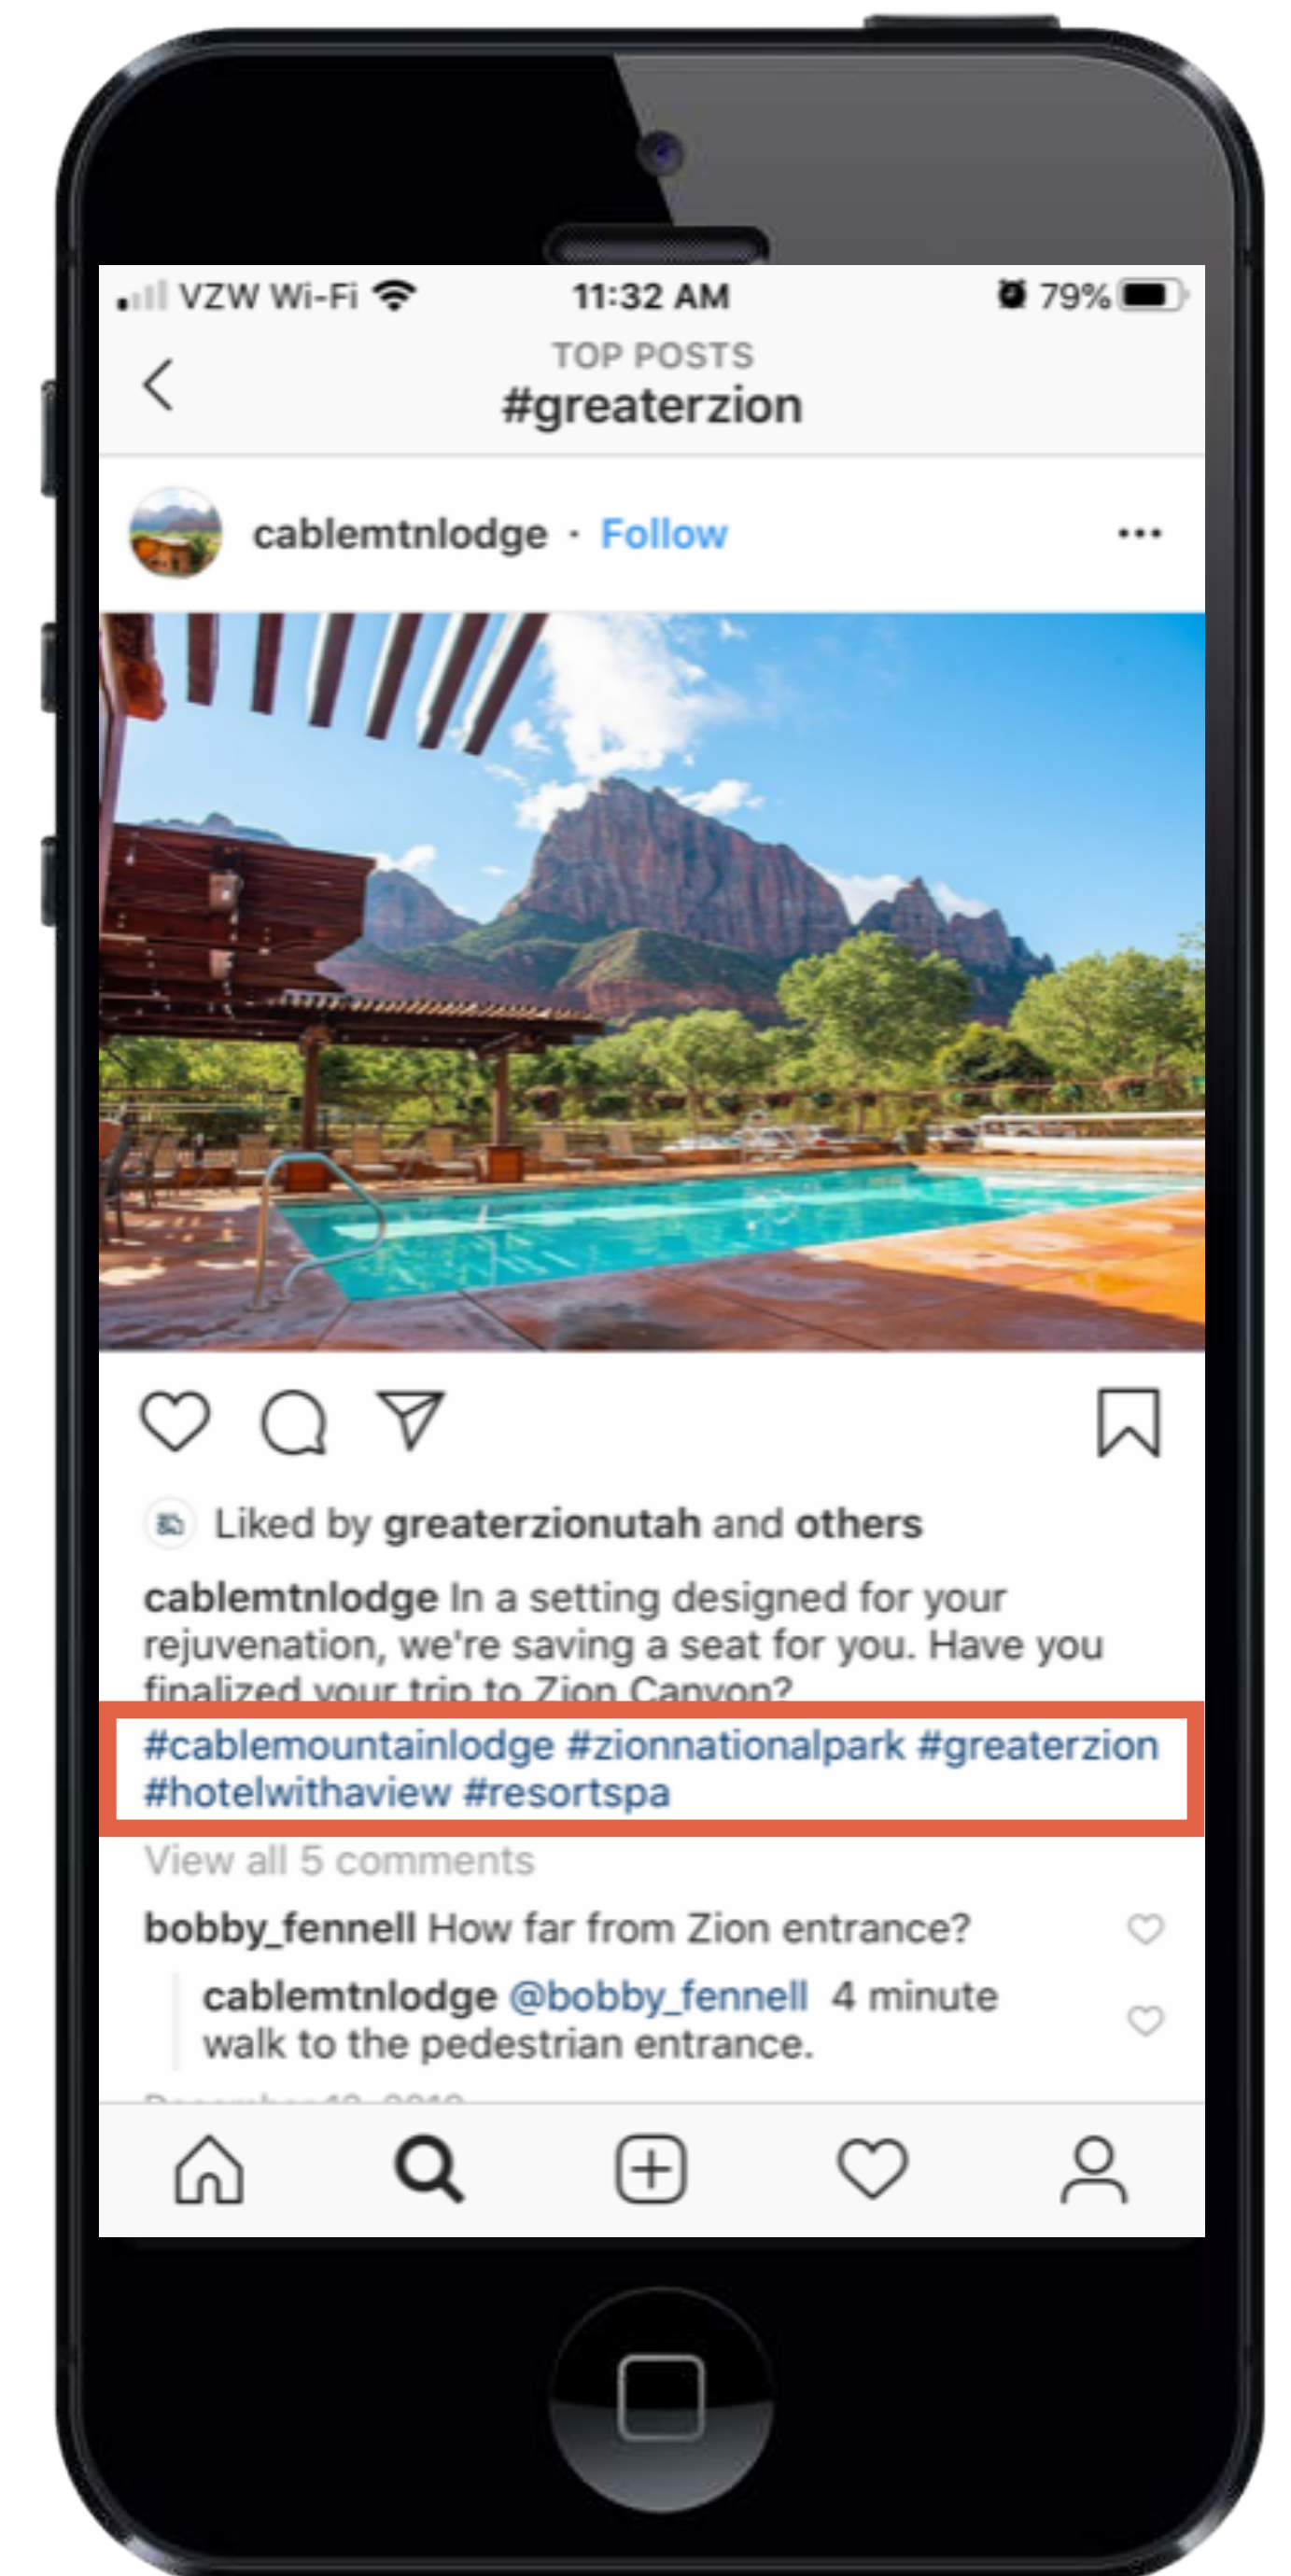 VZW Wi-Fi 11:32 AM 79%
TOP POSTS
#greaterzion
cablemtnlodge · Follow
Liked by greaterzionutah and others
cablemtnlodge In a setting designed for your
rejuvenation, we're saving a seat for you. Have you
finalized your trip to Zion Canyon?
#cablemountainlodge #zionnationalpark #greaterzion
#hotelwithaview #resortspa
View all 5 comments
bobby_fennell How far from Zion entrance?
cablemtnlodge @bobby_fennell 4 minute
walk to the pedestrian entrance.